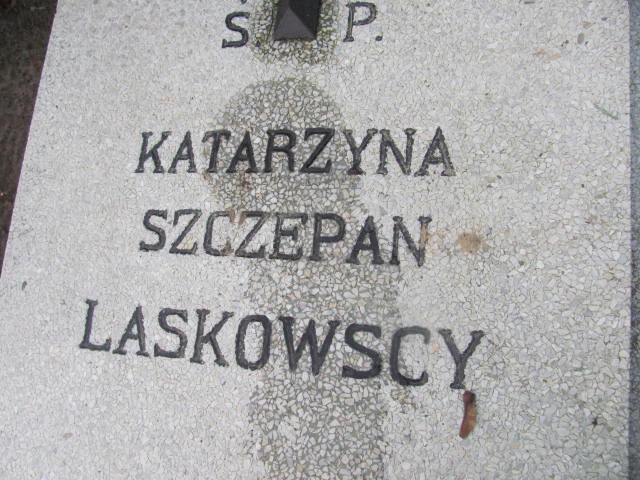 Ś P.
KATARZYNA
SZCZEPAN
LASKOWSCY